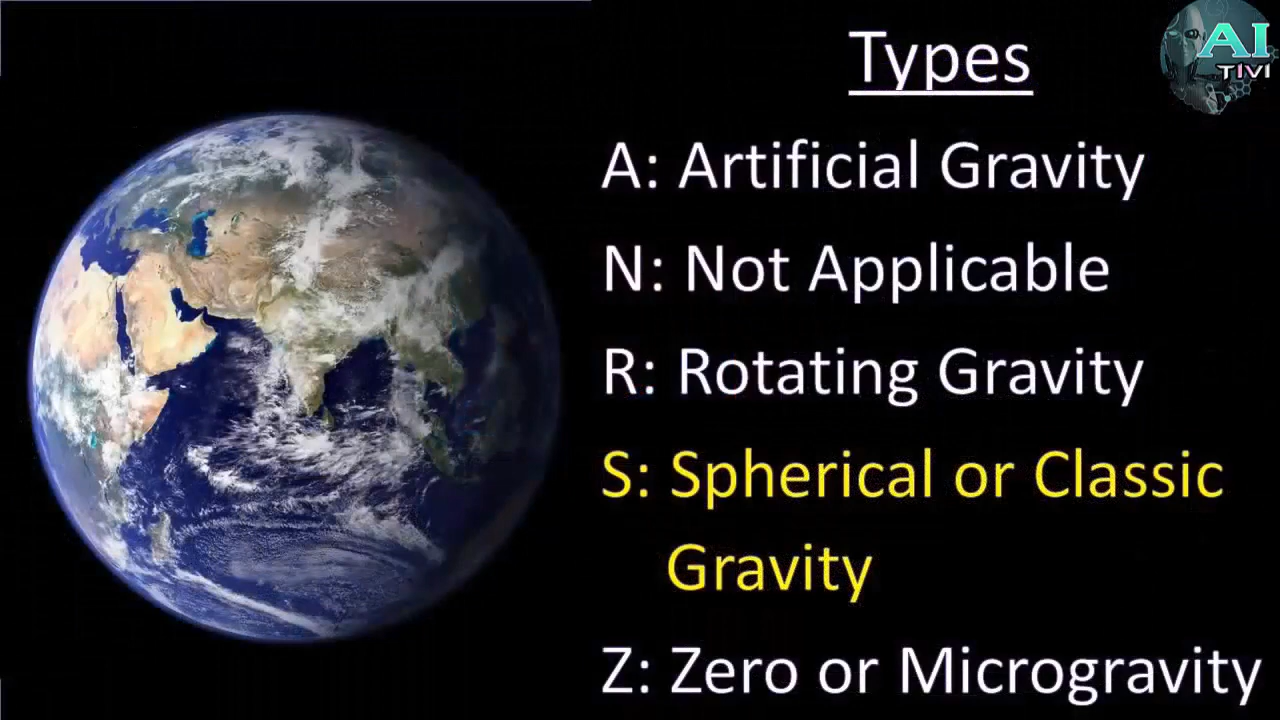 Types
AI
TIVI
A: Artificial Gravity
N: Not Applicable
R: Rotating Gravity
S: Spherical or Classic
Gravity
Z: Zero or Microgravity